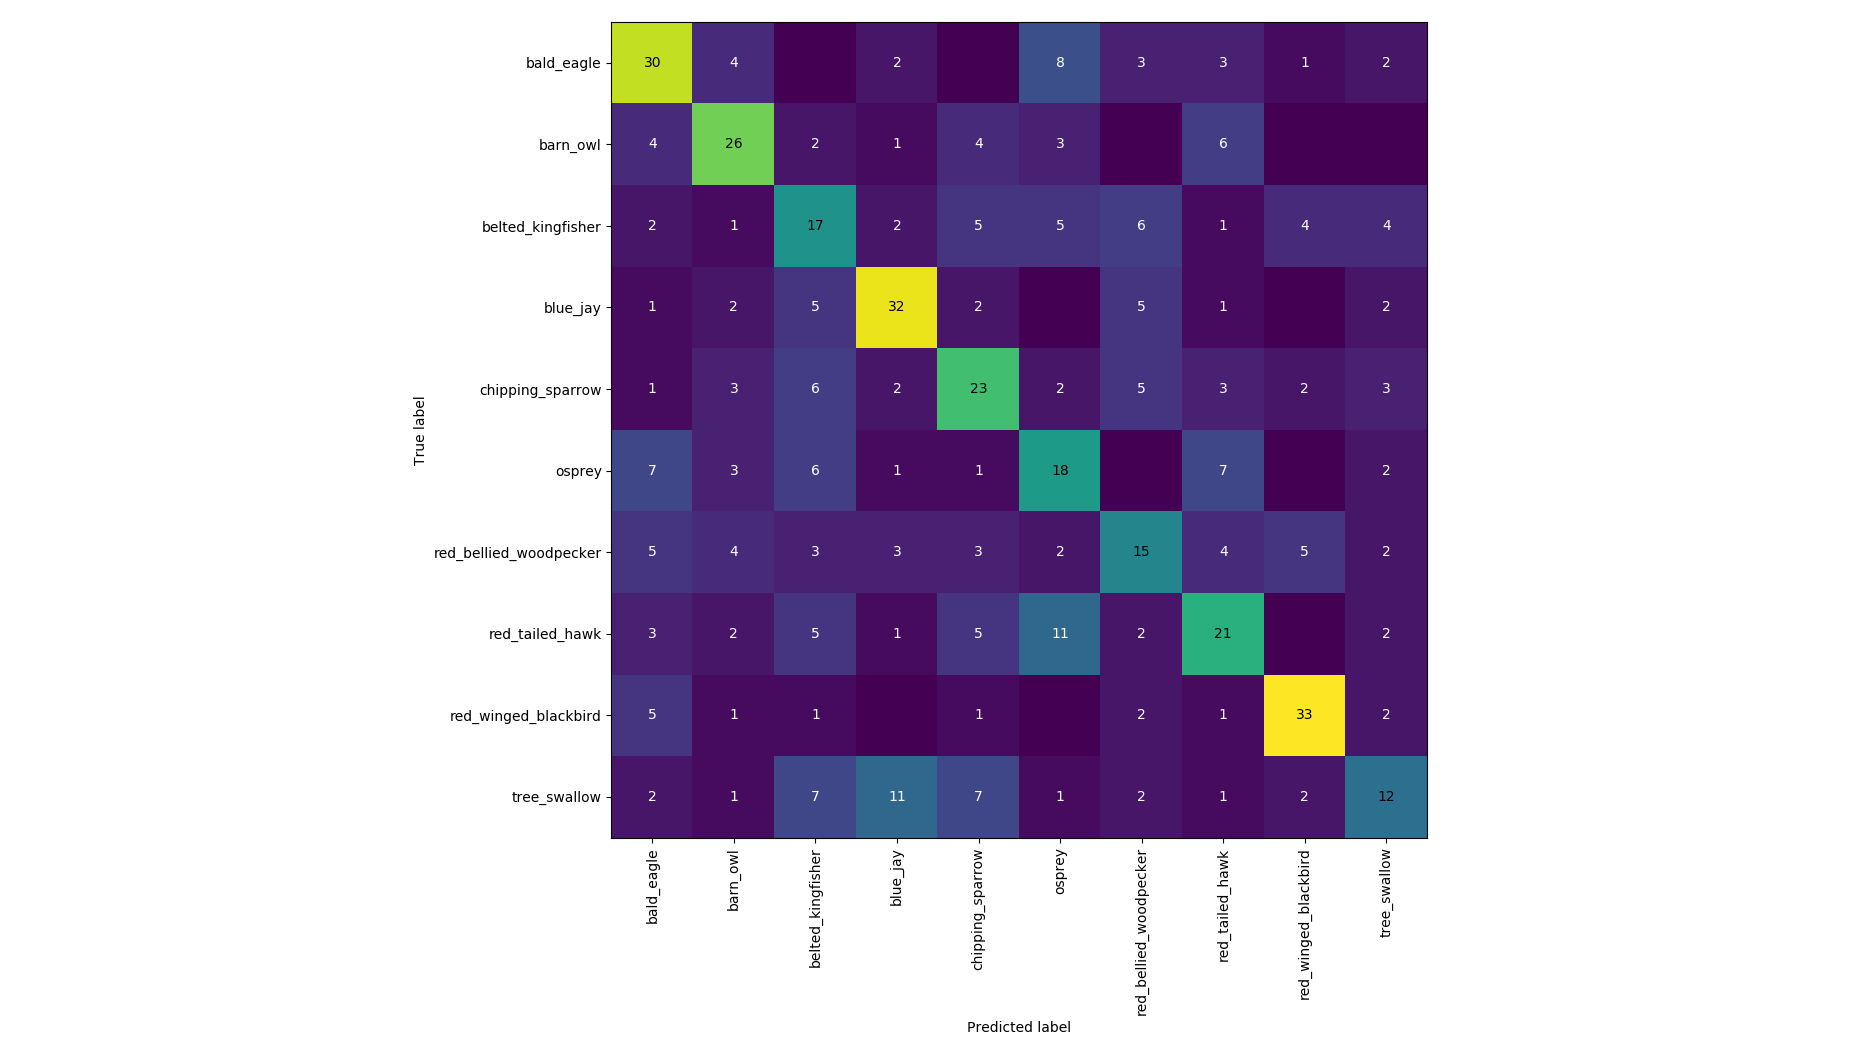 bald_eagle 30 4 2 8 3 3 1 2
barn_owl 4 26 2 1 4 3 6
belted_kingfisher 2 1 17 2 5 5 6 1 4 4
blue_jay 1 2 5 32 2 5 1 2
chipping_sparrow 1 3 6 2 23 2 5 3 2 3
True label
osprey 7 3 6 1 1 18 7 2
red_bellied_woodpecker 5 4 3 3 3 2 15 4 5 2
red_tailed_hawk 3 2 5 1 5 11 2 21 2
red_winged_blackbird 5 1 1 1 2 1 33 2
tree_swallow 2 1 7 11 7 1 2 1 2 12
bald_eagle
barn_owl
belted_kingfisher
blue_jay
chipping_sparrow
osprey
red_bellied_woodpecker
red_tailed_hawk
red_winged_blackbird
tree_swallow
Predicted label